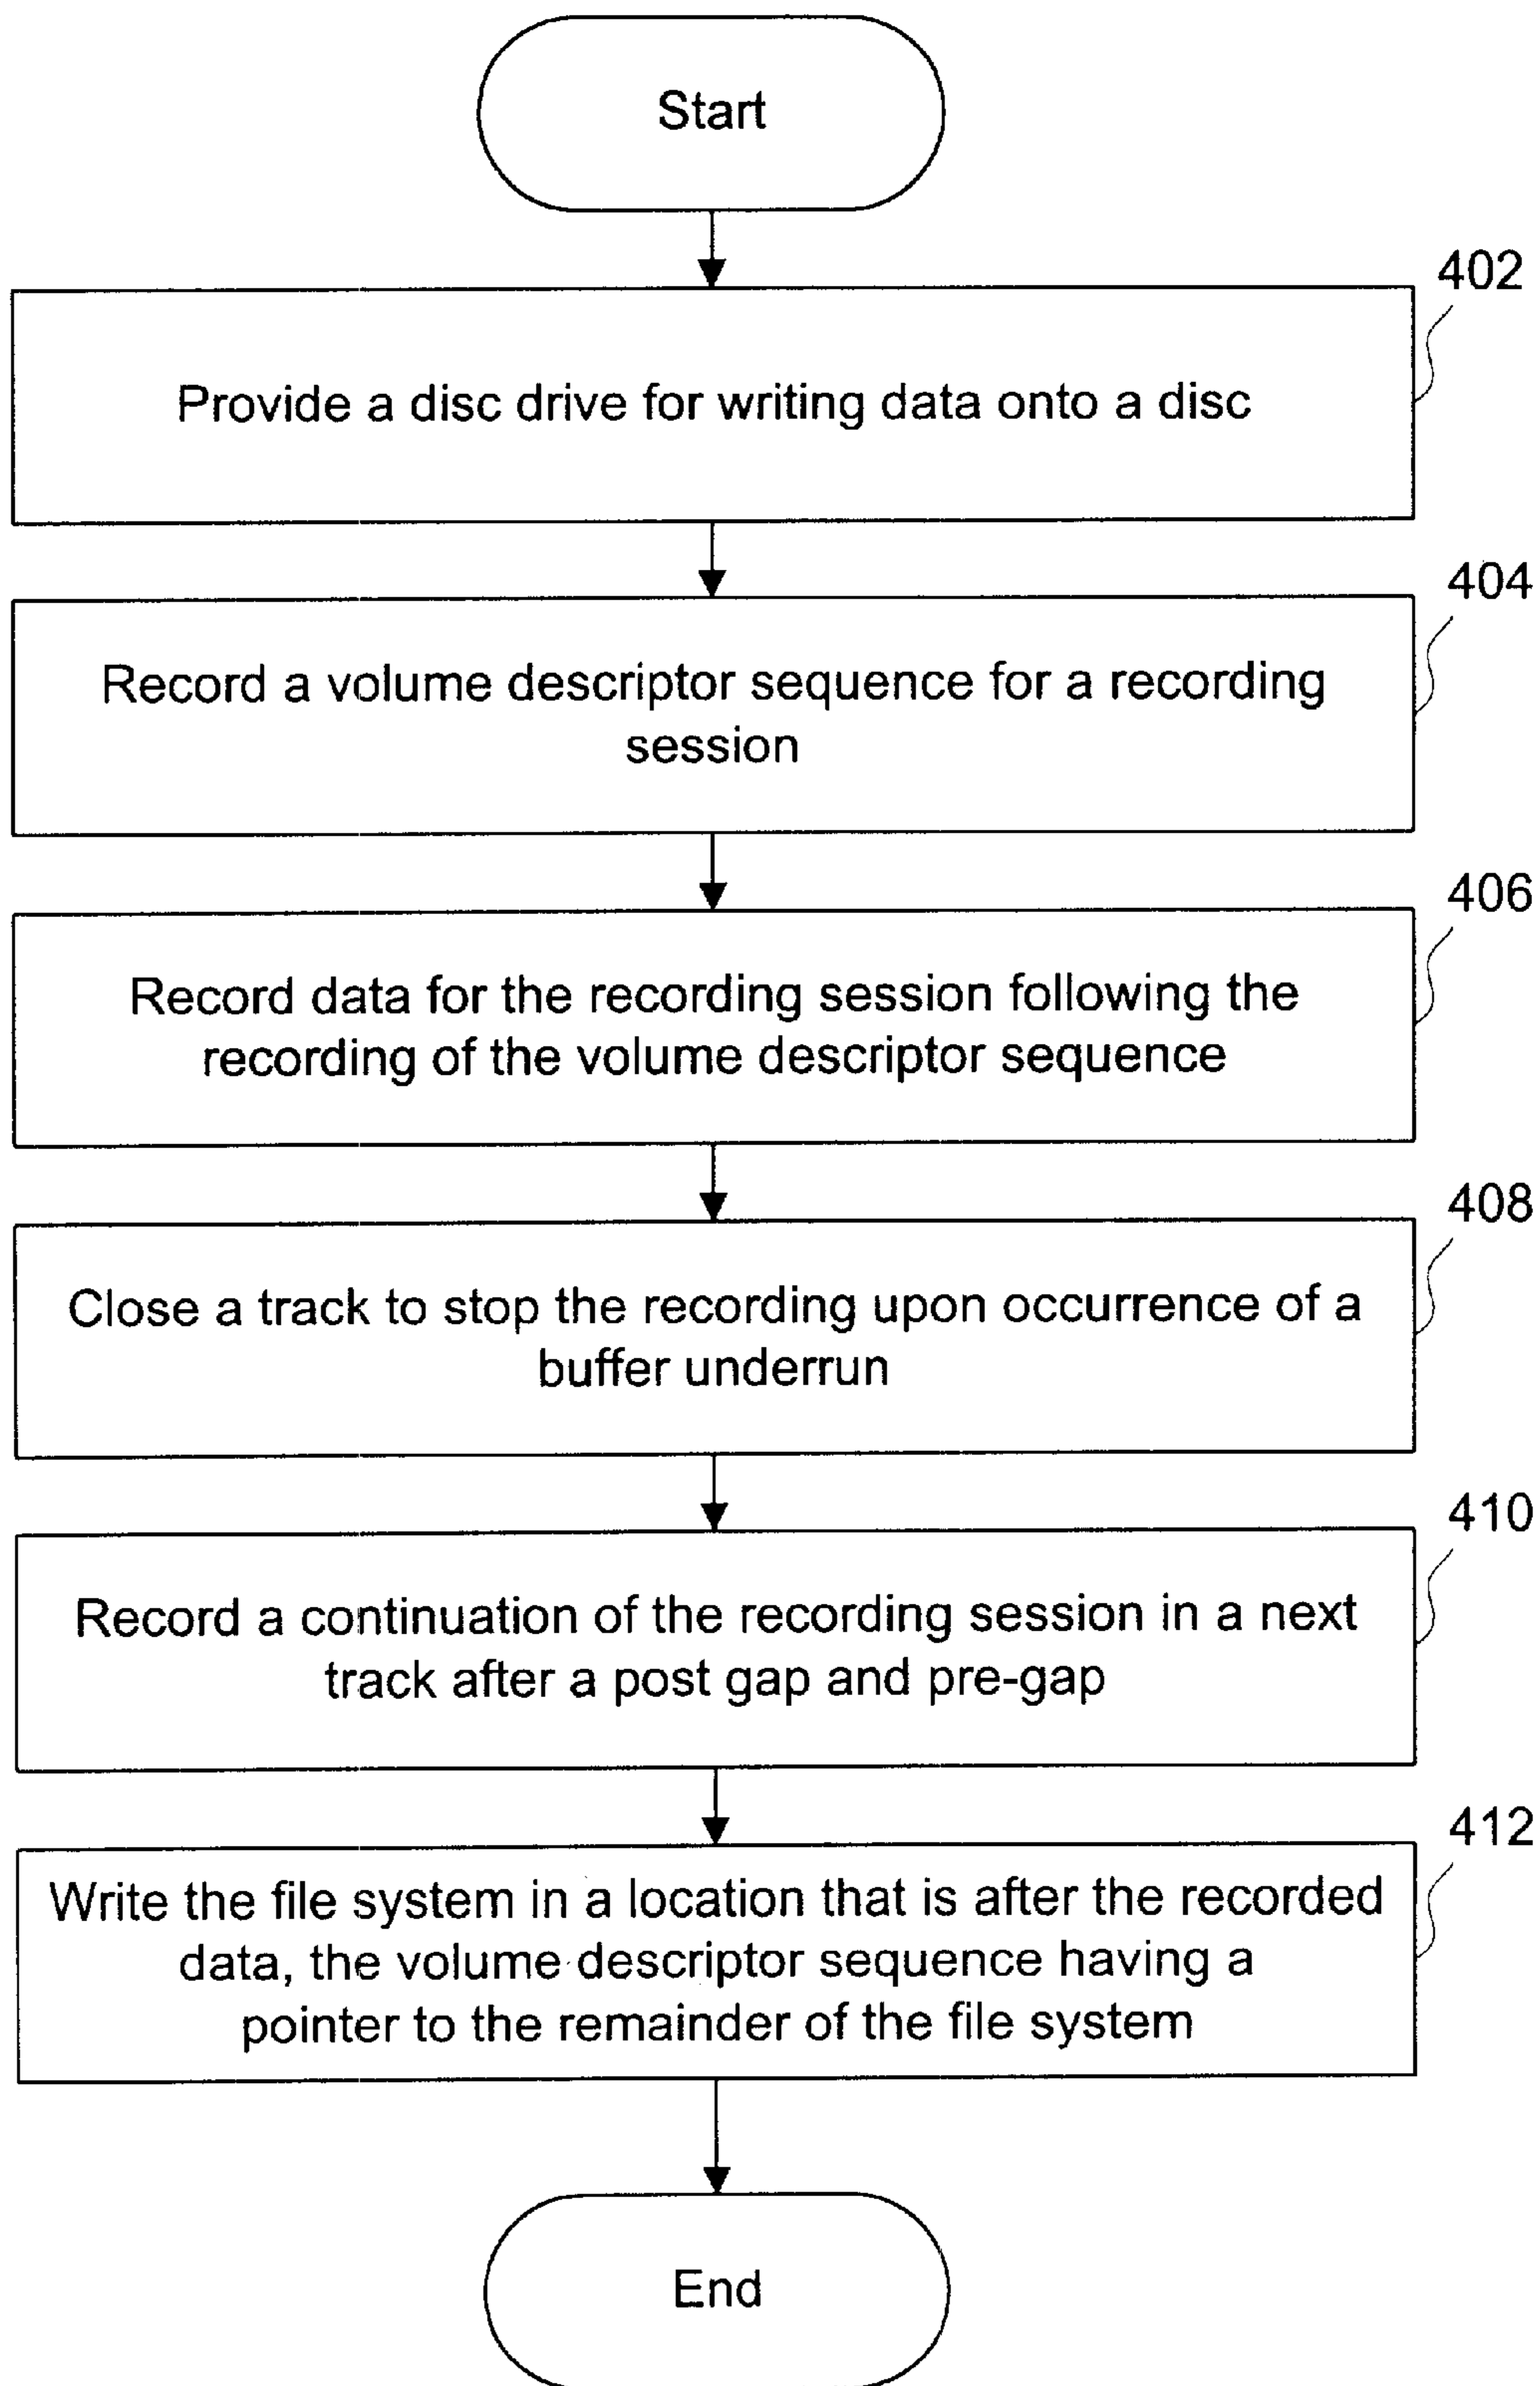 Start
402
Provide a disc drive for writing data onto a disc
404
Record a volume descriptor sequence for a recording
session
406
Record data for the recording session following the
recording of the volume descriptor sequence
408
Close a track to stop the recording upon occurrence of a
buffer underrun
410
Record a continuation of the recording session in a next
track after a post gap and pre-gap
412
Write the file system in a location that is after the recorded
data, the volume descriptor sequence having a
pointer to the remainder of the file system
End